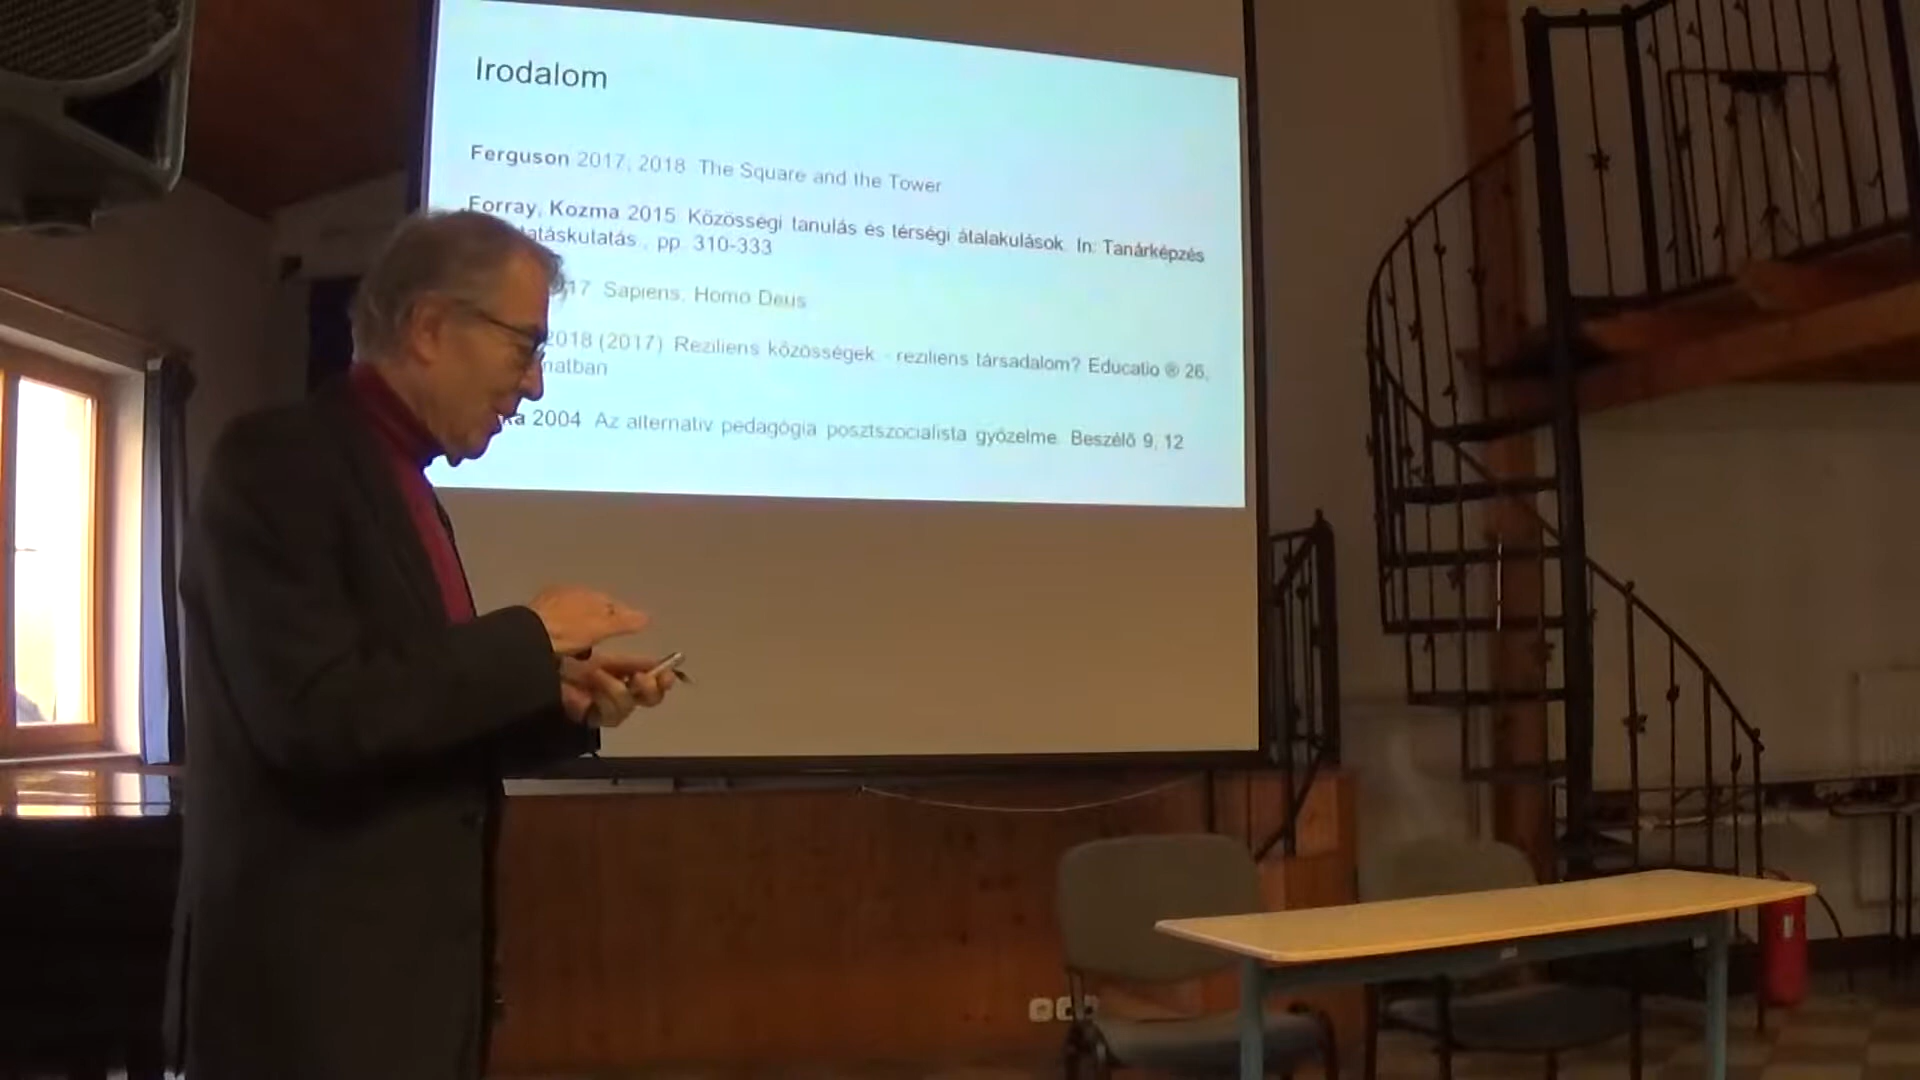 Irodalom
Ferguson 2017, 2018 The Square and the Tower
Forray, Kozma 2015 Közösségi tanulás és térségi átalakulások. In: Tanárképzés
pp. 310-333
Sapiens, Homo Deus
2018 (2017) Reziliens közösségek - reziliens társadalom? Educatio ® 26,
2004 Az alternatív pedagógia posztszocialista győzelme. Beszélő 9, 12